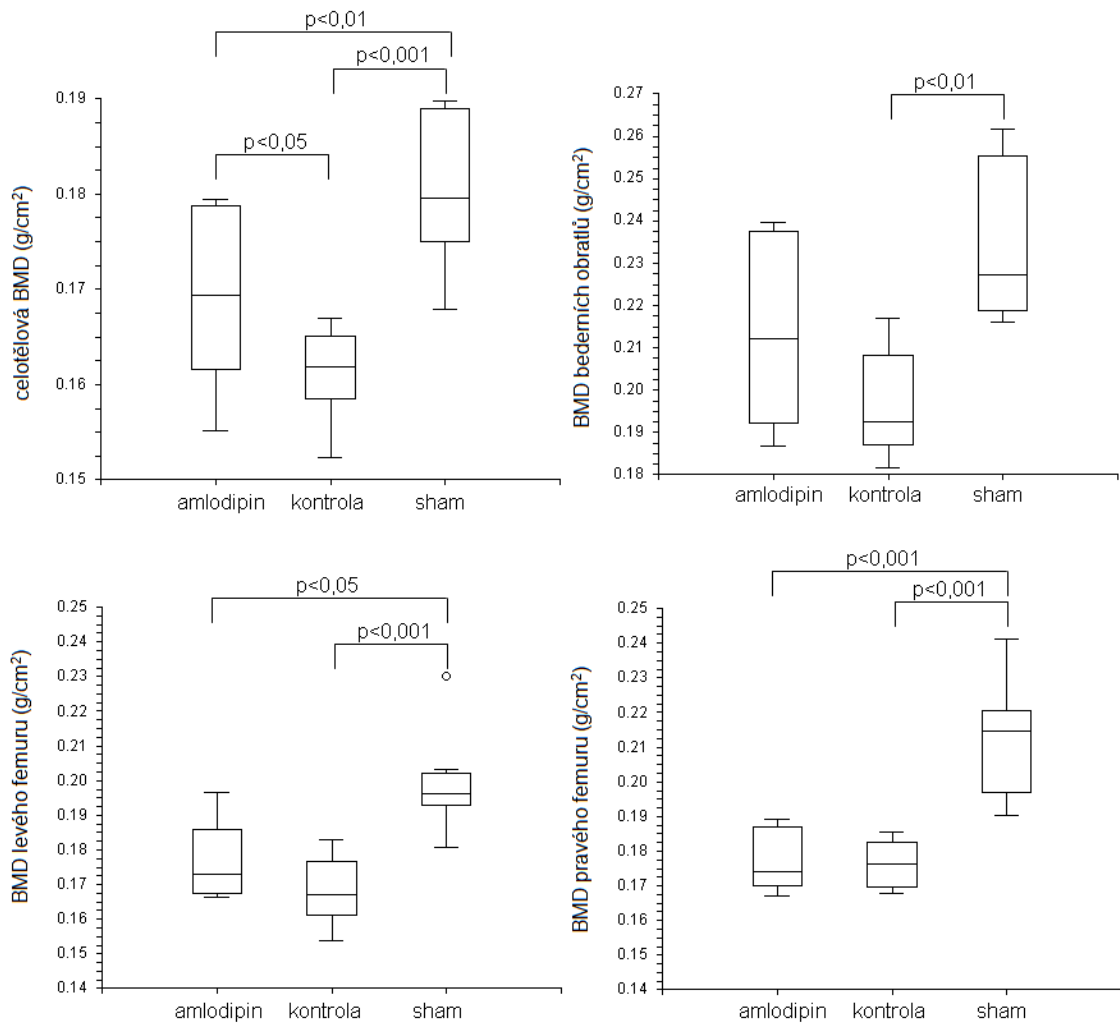 p<0,01
p<0,001
p<0,05
celotělová BMD (g/cm²)
0.19
0.18
0.17
0.16
0.15
amlodipin kontrola sham
p<0,01
BMD bederních obratlů (g/cm²)
0.27
0.26
0.25
0.24
0.23
0.22
0.21
0.20
0.19
0.18
amlodipin kontrola sham
p<0,05
p<0,001
BMD levého femuru (g/cm²)
0.25
0.24
0.23
0.22
0.21
0.20
0.19
0.18
0.17
0.16
0.15
0.14
amlodipin kontrola sham
p<0,001
p<0,001
BMD pravého femuru (g/cm²)
0.25
0.24
0.23
0.22
0.21
0.20
0.19
0.18
0.17
0.16
0.15
0.14
amlodipin kontrola sham